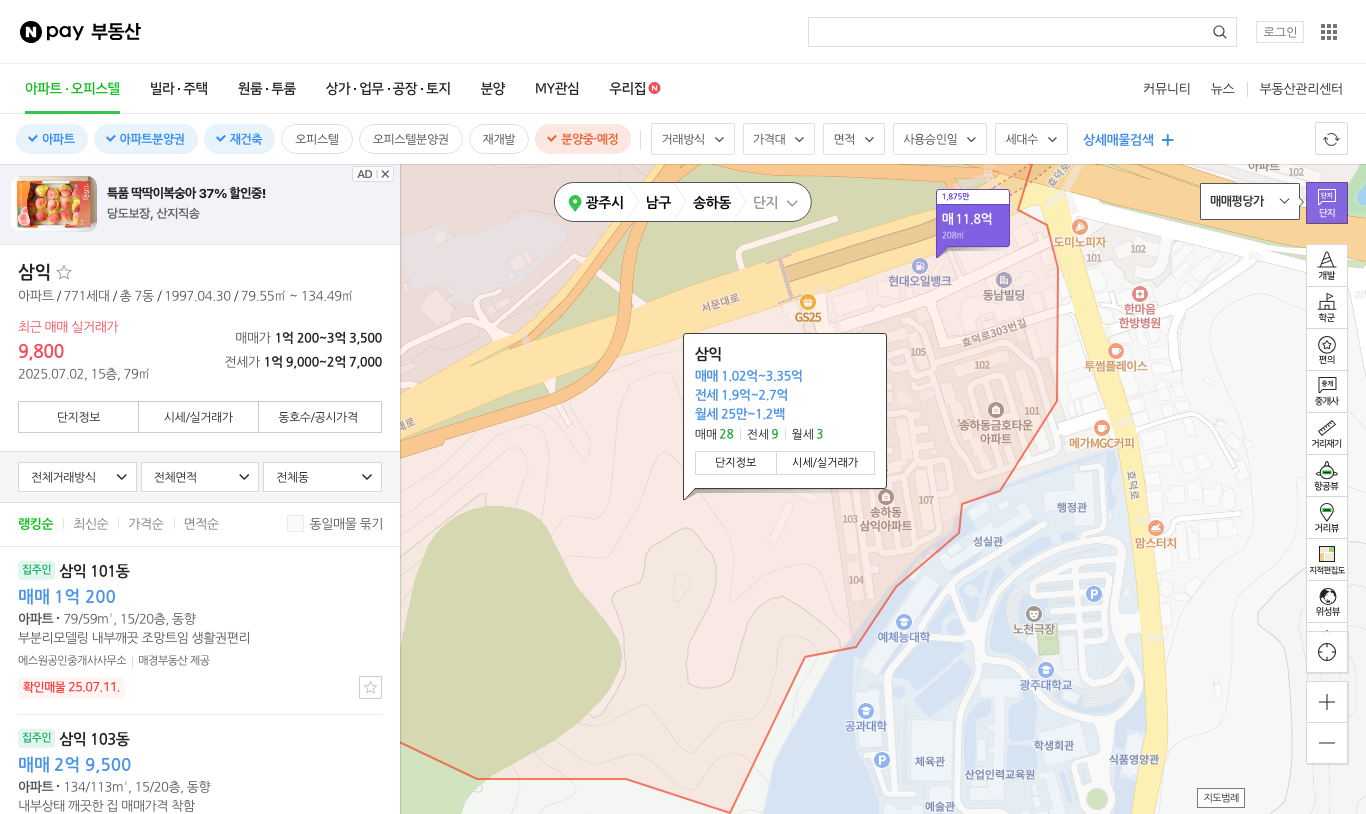 N pay 부동산
로그인
아파트·오피스텔 빌라·주택 원룸·투룸 상가·업무·공장·토지 분양 MY관심 우리집 N
커뮤니티 뉴스 부동산관리센터
아파트 아파트분양권 재건축 오피스텔 오피스텔분양권 재개발 분양중·예정 거래방식 가격대 면적 사용승인일 세대수 상세매물검색
AD
특품 딱딱이복숭아 37% 할인중!
당도보장, 산지직송
삼익
아파트 / 771세대 / 총 7동 / 1997.04.30 / 79.55㎡ ~ 134.49㎡
최근 매매 실거래가
9,800
2025.07.02, 15층, 79㎡
매매가 1억 200~3억 3,500
전세가 1억 9,000~2억 7,000
단지정보 시세/실거래가 동호수/공시가격
전체거래방식 전체면적 전체동
랭킹순 최신순 가격순 면적순 동일매물 묶기
집주인 삼익 101동
매매 1억 200
아파트 · 79/59㎡, 15/20층, 동향
부분리모델링 내부깨끗 조망트임 생활권편리
에스원공인중개사사무소 매경부동산 제공
확인매물 25.07.11.
집주인 삼익 103동
매매 2억 9,500
아파트 · 134/113㎡, 15/20층, 동향
내부상태 깨끗한 집 매매가격 착함
광주시 남구 송하동 단지
1,875만
매 11.8억
208㎡
효덕로
아파트
102
매매평당가
단지
단지
도미노피자
101
102
현대오일뱅크
동남빌딩
서문대로
GS25
한마음
한방병원
효덕로303번길
105
102
투썸플레이스
삼익
매매 1.02억~3.35억
전세 1.9억~2.7억
월세 25만~1.2백
매매 28 전세 9 월세 3
단지정보 시세/실거래가
101
송하동금호타운
아파트
메가MGC커피
대로
효덕로
107
103
송하동
삼익아파트
행정관
성실관
맘스터치
104
P
노천극장
예체능대학
광주대학교
공과대학
P
체육관
학생회관
산업인력교육원
식품영양관
예술관
개발
학군
편의
중개
중개사
거리재기
항공뷰
거리뷰
지적편집도
위성뷰
지도범례